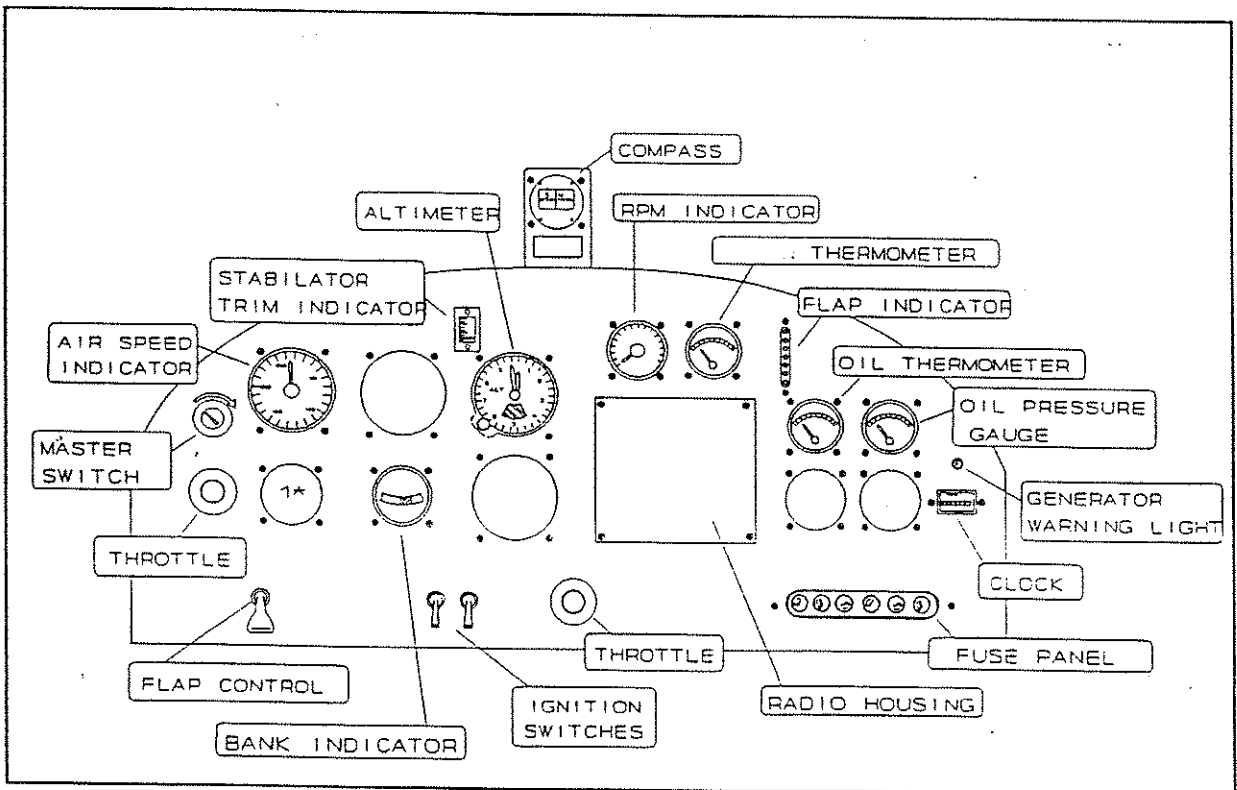 COMPASS
ALTIMETER
RPM INDICATOR
THERMOMETER
STABILATOR
TRIM INDICATOR
FLAP INDICATOR
AIR SPEED
INDICATOR
OIL THERMOMETER
OIL PRESSURE
GAUGE
MASTER
SWITCH
ALT
1*
GENERATOR
WARNING LIGHT
THROTTLE
CLOCK
THROTTLE
FUSE PANEL
FLAP CONTROL
IGNITION
SWITCHES
RADIO HOUSING
BANK INDICATOR